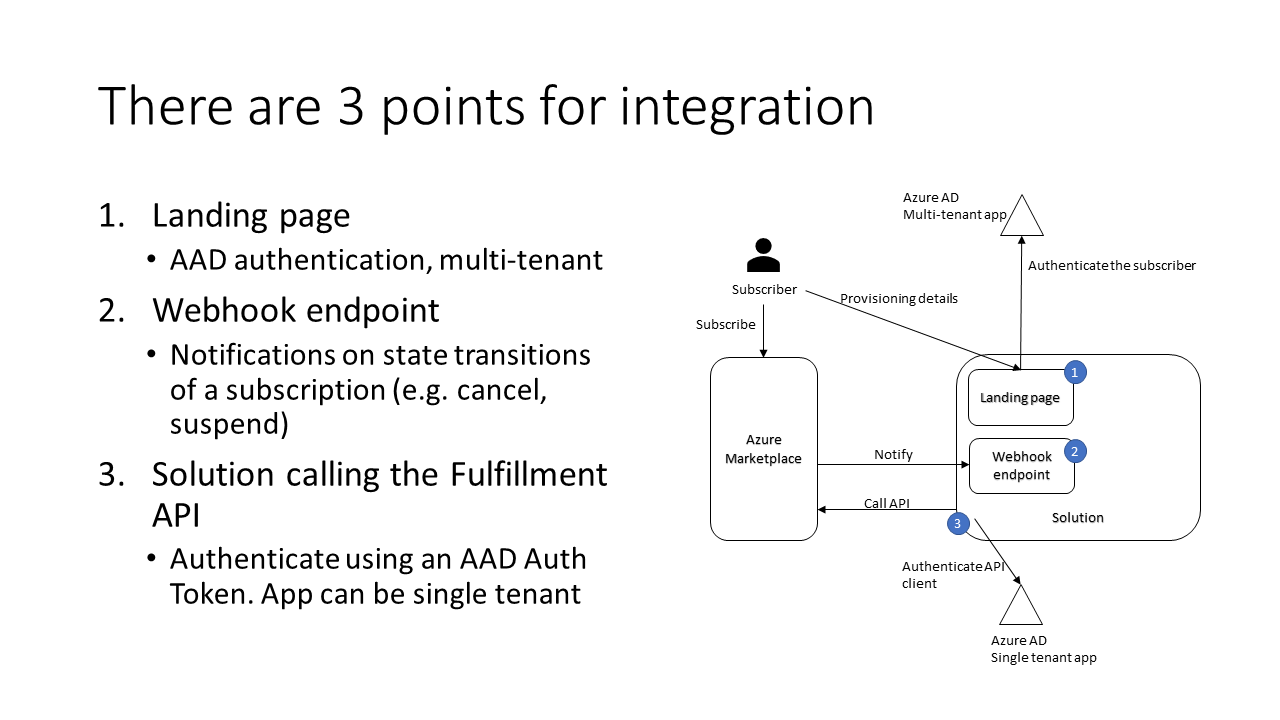 There are 3 points for integration
1. Landing page
• AAD authentication, multi-tenant
2. Webhook endpoint
• Notifications on state transitions
of a subscription (e.g. cancel,
suspend)
3. Solution calling the Fulfillment
API
• Authenticate using an AAD Auth
Token. App can be single tenant
Azure AD
Multi-tenant app
Authenticate the subscriber
Subscriber
Provisioning details
Subscribe
1
Landing page
Azure
Marketplace
Notify
2
Webhook
endpoint
Call API
Solution
3
Authenticate API
client
Azure AD
Single tenant app